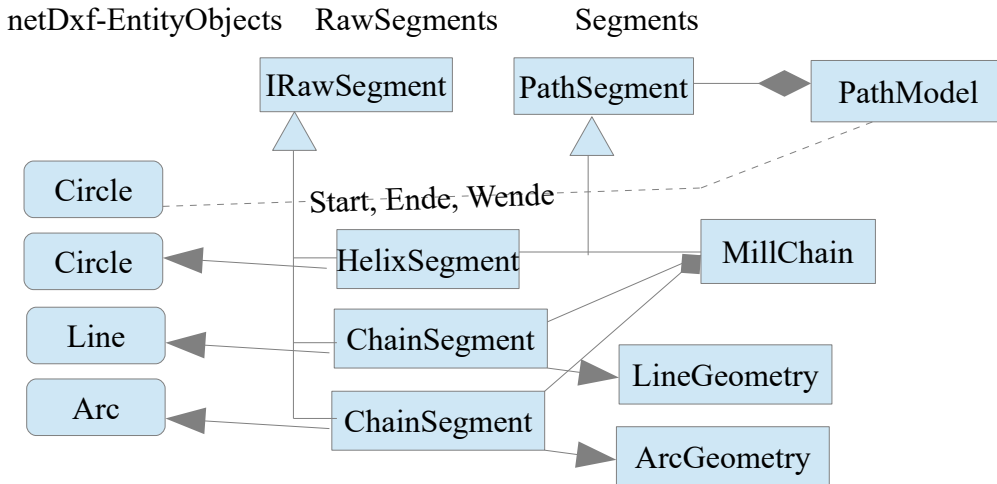 netDxf-EntityObjects RawSegments Segments
IRawSegment PathSegment PathModel
Circle
Start, Ende, Wende
Circle HelixSegment MillChain
Line ChainSegment
LineGeometry
Arc ChainSegment
ArcGeometry